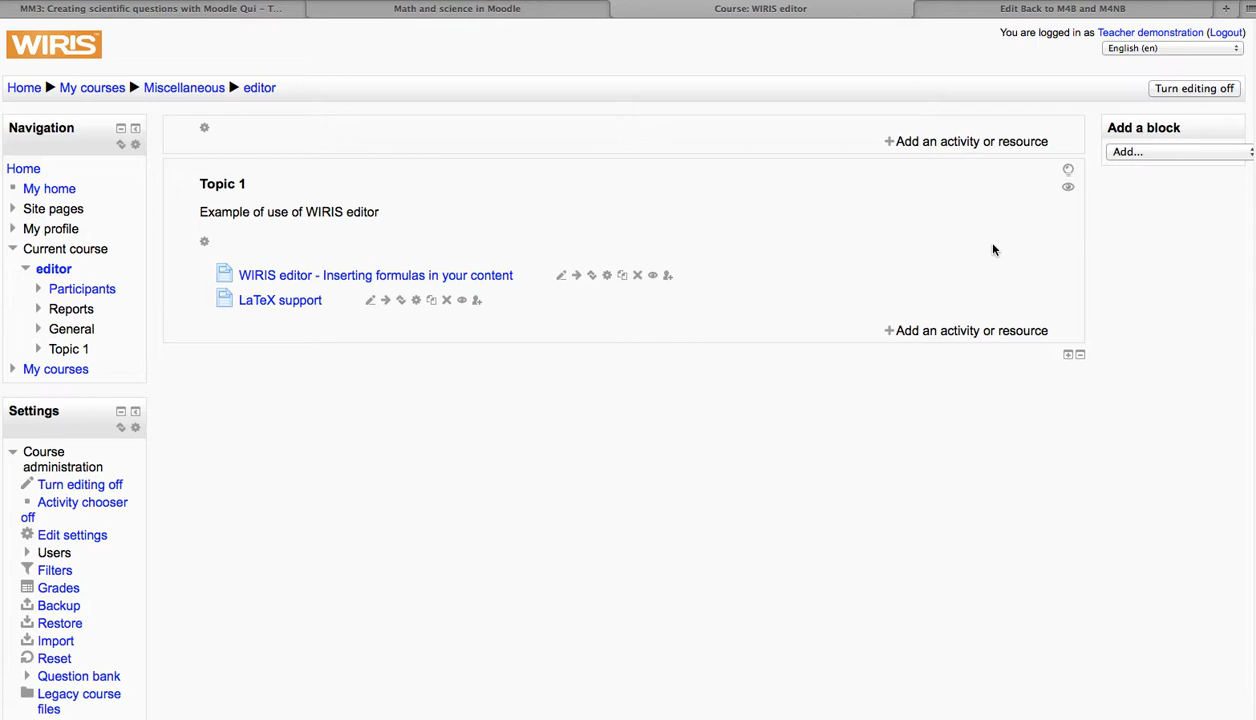 MM3: Creating scientific questions with Moodle Qui – T...
Math and science in Moodle
Course: WIRIS editor
Edit Back to M4B and M4NB
WIRIS
You are logged in as Teacher demonstration (Logout)
English (en)
Home ► My courses ► Miscellaneous ► editor
Turn editing off
Navigation
Home
My home
Site pages
My profile
Current course
editor
Participants
Reports
General
Topic 1
My courses
Settings
Course
administration
Turn editing off
Activity chooser
off
Edit settings
Users
Filters
Grades
Backup
Restore
Import
Reset
Question bank
Legacy course
files
+Add an activity or resource
Topic 1
Example of use of WIRIS editor
WIRIS editor - Inserting formulas in your content
LaTeX support
+Add an activity or resource
Add a block
Add...